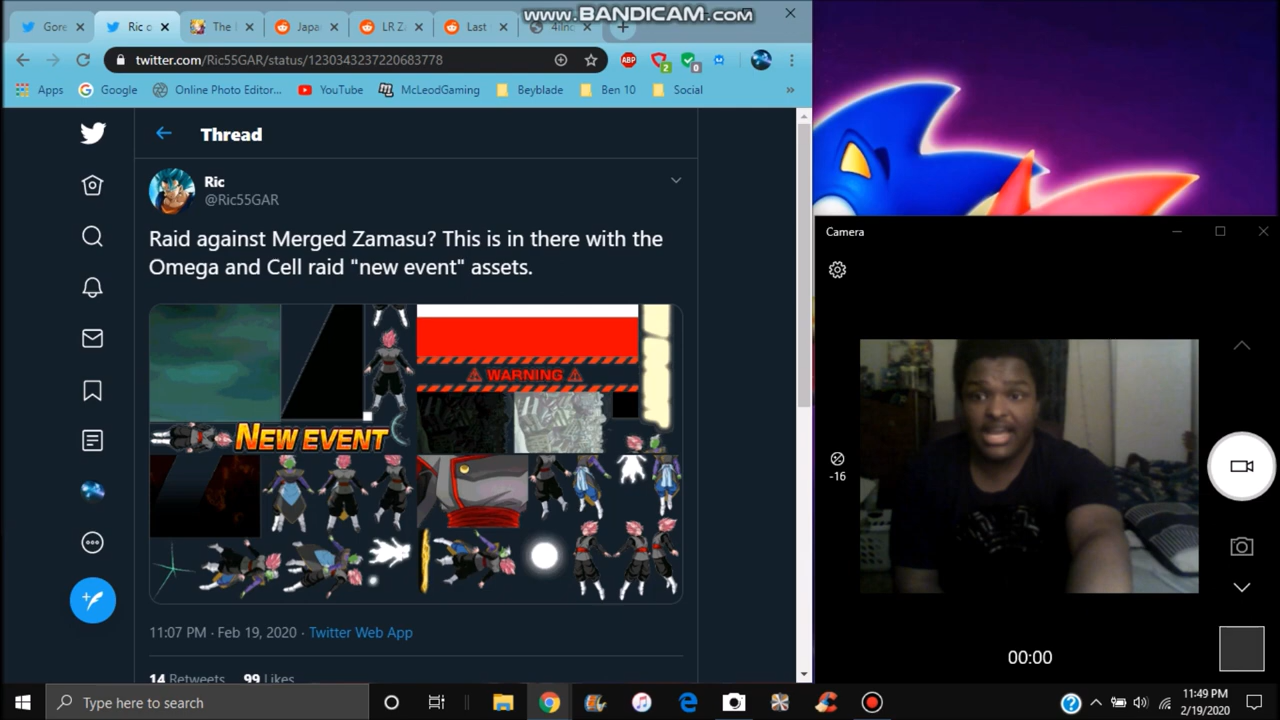 www.BANDICAM.com
Gore
Ric o
The
Japa
LR Z
Last
twitter.com/Ric55GAR/status/1230343237220683778
ABP
2
0
Apps
Google
Online Photo Editor...
YouTube
McLeodGaming
Beyblade
Ben 10
Social
»
Thread
Ric
@Ric55GAR
Raid against Merged Zamasu? This is in there with the
Omega and Cell raid "new event" assets.
WARNING
NEW EVENT
11:07 PM · Feb 19, 2020 · Twitter Web App
14 Retweets 99 Likes
Camera
-16
00:00
Type here to search
11:49 PM
2/19/2020